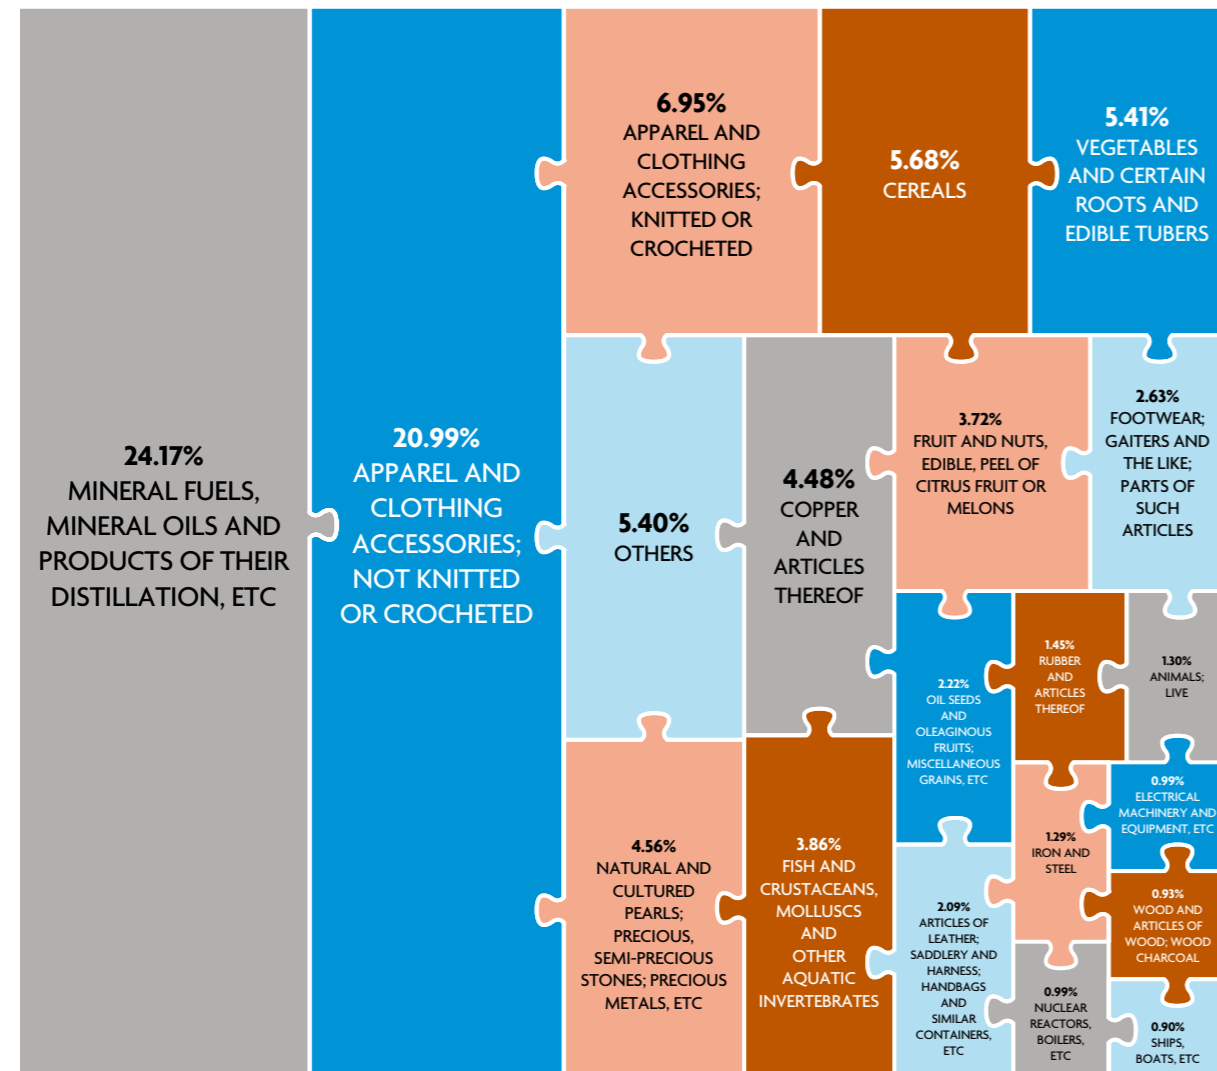 24.17%
MINERAL FUELS,
MINERAL OILS AND
PRODUCTS OF THEIR
DISTILLATION, ETC
20.99%
APPAREL AND
CLOTHING
ACCESSORIES;
NOT KNITTED
OR CROCHETED
6.95%
APPAREL AND
CLOTHING
ACCESSORIES;
KNITTED OR
CROCHETED
5.68%
CEREALS
5.41%
VEGETABLES
AND CERTAIN
ROOTS AND
EDIBLE TUBERS
5.40%
OTHERS
4.48%
COPPER
AND
ARTICLES
THEREOF
3.72%
FRUIT AND NUTS,
EDIBLE, PEEL OF
CITRUS FRUIT OR
MELONS
2.63%
FOOTWEAR;
GAITERS AND
THE LIKE;
PARTS OF
SUCH
ARTICLES
4.56%
NATURAL AND
CULTURED
PEARLS;
PRECIOUS,
SEMI-PRECIOUS
STONES; PRECIOUS
METALS, ETC
3.86%
FISH AND
CRUSTACEANS,
MOLLUSCS
AND
OTHER
AQUATIC
INVERTEBRATES
2.22%
OIL SEEDS
AND
OLEAGINOUS
FRUITS;
MISCELLANEOUS
GRAINS, ETC
1.45%
RUBBER
AND
ARTICLES
THEREOF
1.30%
ANIMALS;
LIVE
2.09%
ARTICLES OF
LEATHER;
SADDLERY AND
HARNESS;
HANDBAGS
AND
SIMILAR
CONTAINERS,
ETC
1.29%
IRON AND
STEEL
0.99%
ELECTRICAL
MACHINERY AND
EQUIPMENT, ETC
0.93%
WOOD AND
ARTICLES OF
WOOD; WOOD
CHARCOAL
0.99%
NUCLEAR
REACTORS,
BOILERS,
ETC
0.90%
SHIPS,
BOATS, ETC